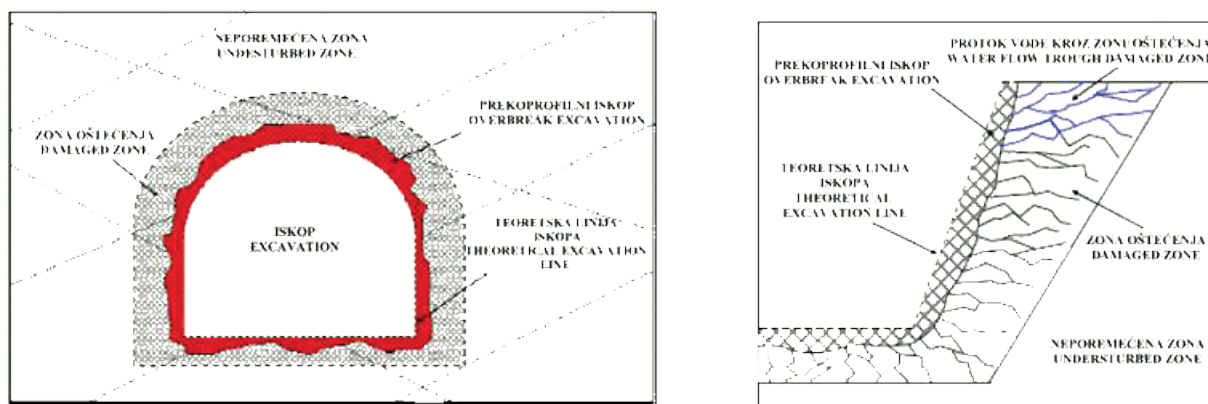 NEPOREMEĆENA ZONA
UNDESTURBED ZONE
PREKOPROFILNI ISKOP
OVERBREAK EXCAVATION
ZONA OŠTEĆENJA
DAMAGED ZONE
ISKOP
EXCAVATION
TEORETSKA LINIJA
ISKOPA
THEORETICAL EXCAVATION
LINE
PROTOK VODE KROZ ZONU OŠTEĆENJA
WATER FLOW TROUGH DAMAGED ZONE
PREKOPROFILNI ISKOP
OVERBREAK EXCAVATION
TEORETSKA LINIJA
ISKOPA
THEORETICAL
EXCAVATION LINE
ZONA OŠTEĆENJA
DAMAGED ZONE
NEPOREMEĆENA ZONA
UNDERSTURBED ZONE